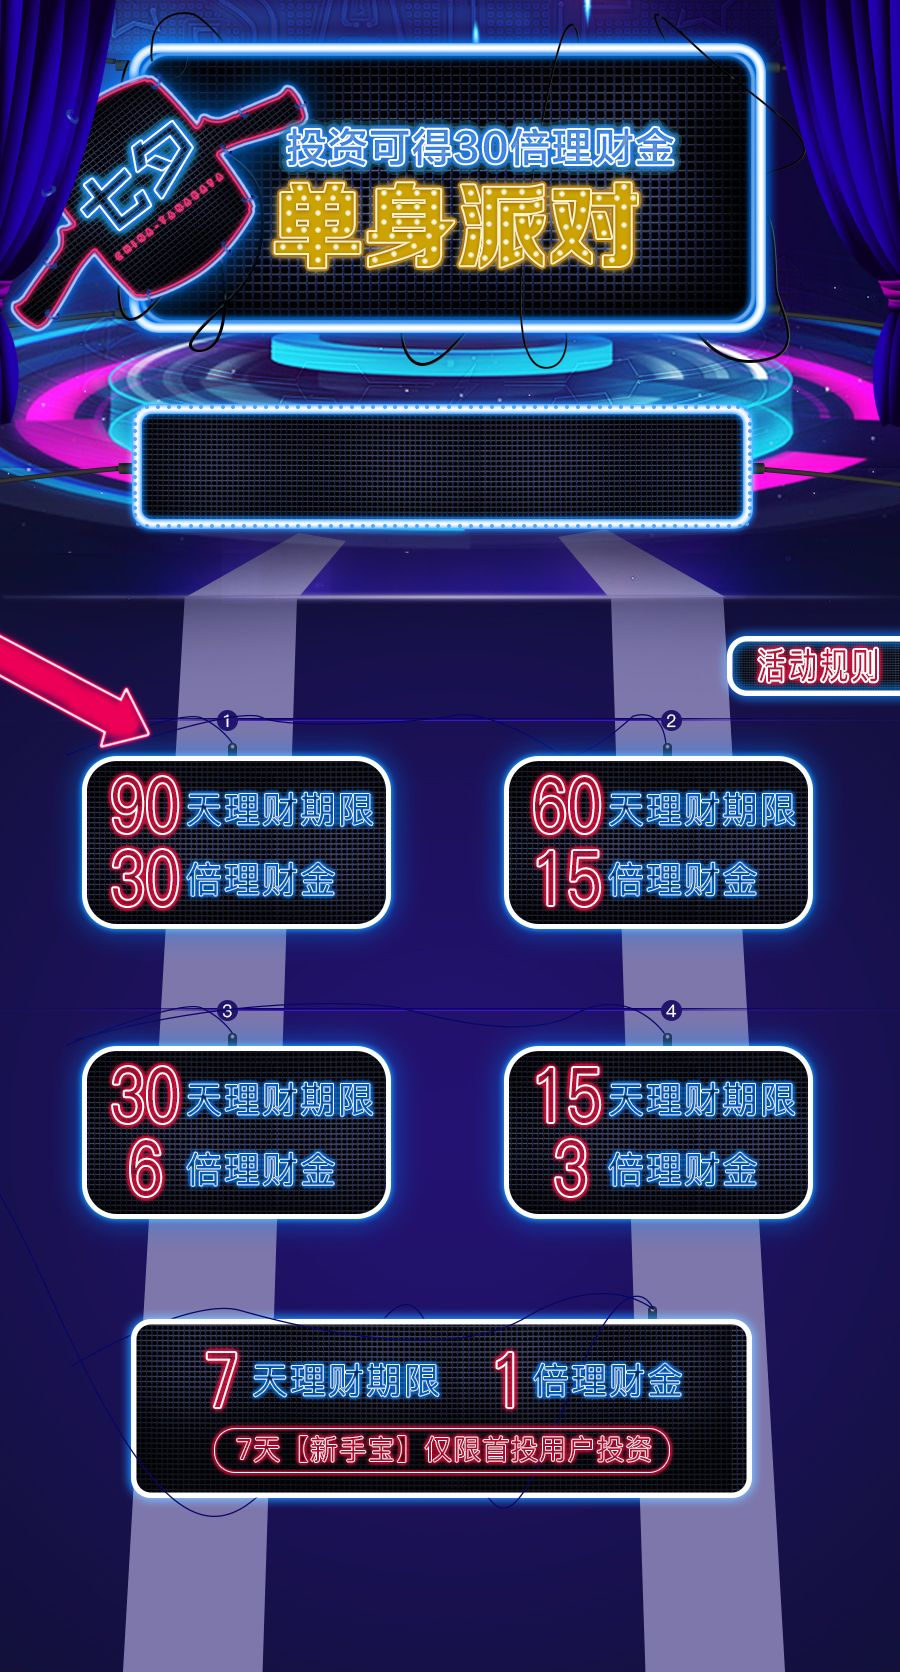 七夕
投资可得30倍理财金
单身派对
活动规则
1
90天理财期限
30倍理财金
2
60天理财期限
15倍理财金
3
30天理财期限
6倍理财金
4
15天理财期限
3倍理财金
7天理财期限 1倍理财金
7天【新手宝】仅限首投用户投资